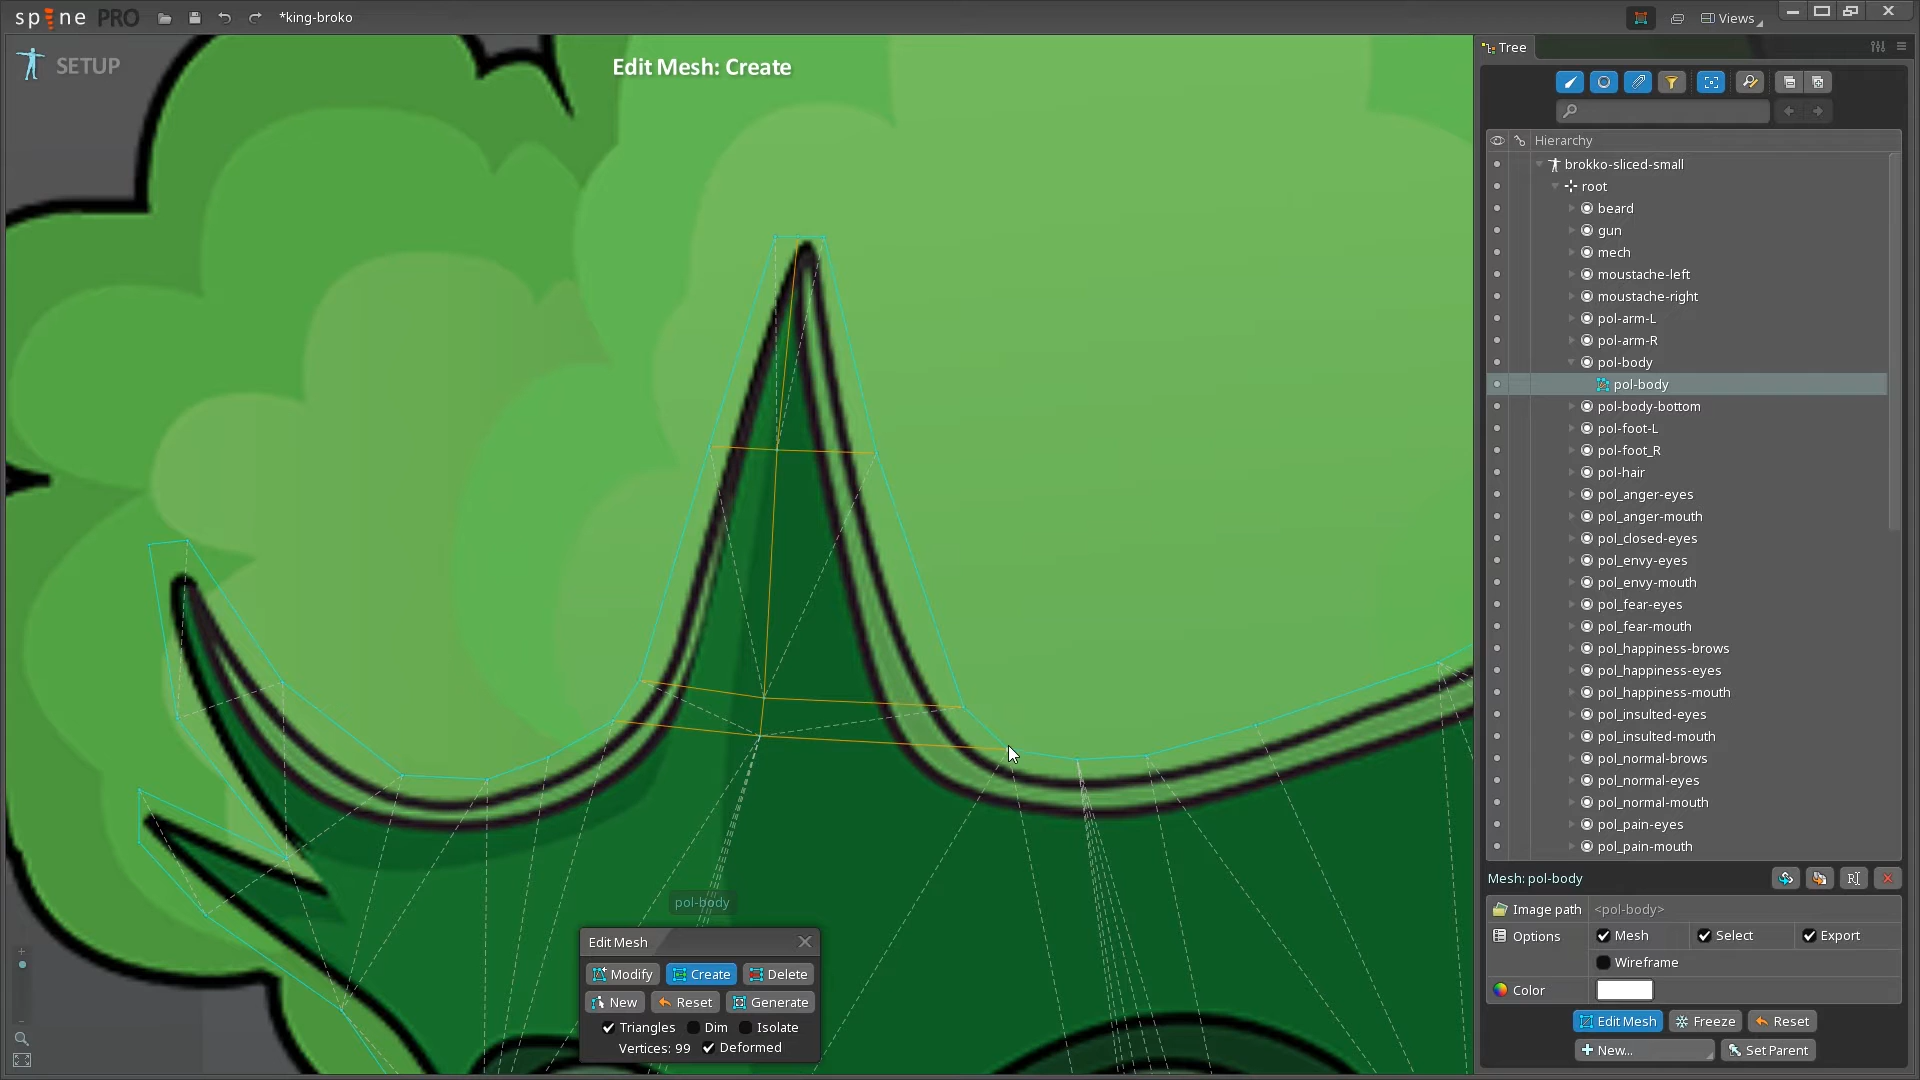 spine PRO
*king-broko
Views
SETUP
Edit Mesh: Create
Tree
Hierarchy
brokko-sliced-small
root
beard
gun
mech
moustache-left
moustache-right
pol-arm-L
pol-arm-R
pol-body
pol-body
pol-body-bottom
pol-foot-L
pol-foot_R
pol-hair
pol_anger-eyes
pol_anger-mouth
pol_closed-eyes
pol_envy-eyes
pol_envy-mouth
pol_fear-eyes
pol_fear-mouth
pol_happiness-brows
pol_happiness-eyes
pol_happiness-mouth
pol_insulted-eyes
pol_insulted-mouth
pol_normal-brows
pol_normal-eyes
pol_normal-mouth
pol_pain-eyes
pol_pain-mouth
Mesh: pol-body
Image path <pol-body>
Options Mesh Select Export
Wireframe
Color
Edit Mesh Freeze Reset
New... Set Parent
pol-body
Edit Mesh
Modify Create Delete
New Reset Generate
Triangles Dim Isolate
Vertices: 99 Deformed